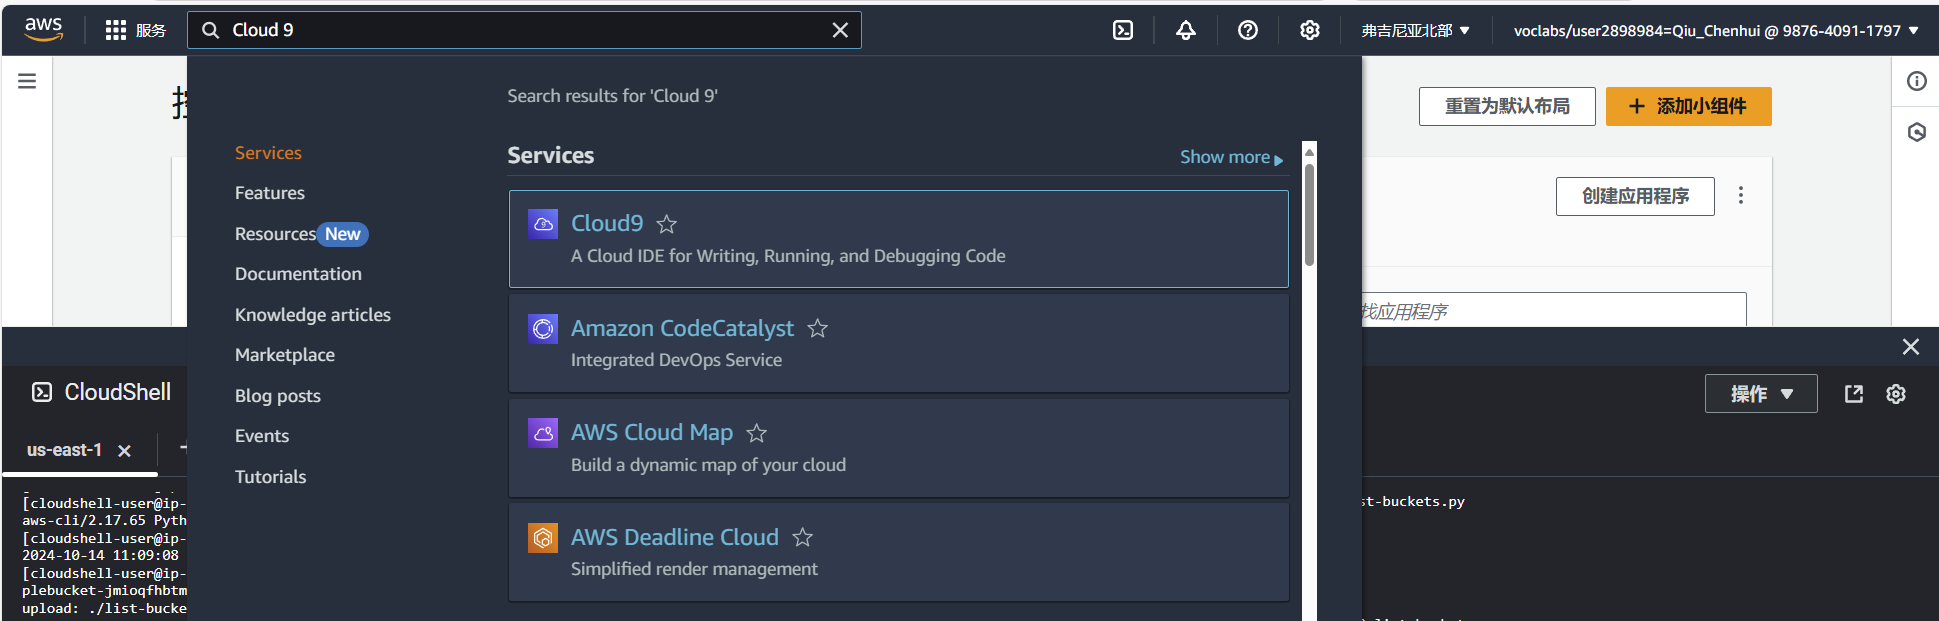 aws
服务
Cloud 9
弗吉尼亚北部
voclabs/user2898984=Qiu_Chenhui @ 9876-4091-1797
Search results for 'Cloud 9'
重置为默认布局
添加小组件
Services
Features
Resources New
Documentation
Knowledge articles
Marketplace
Blog posts
Events
Tutorials
Services
Show more
Cloud9
A Cloud IDE for Writing, Running, and Debugging Code
Amazon CodeCatalyst
Integrated DevOps Service
AWS Cloud Map
Build a dynamic map of your cloud
AWS Deadline Cloud
Simplified render management
创建应用程序
找应用程序
CloudShell
操作
us-east-1
[cloudshell-user@ip-
st-buckets.py
aws-cli/2.17.65 Pyth
[cloudshell-user@ip-
2024-10-14 11:09:08
[cloudshell-user@ip-
plebucket-jmioqfhbtm
upload: ./list-bucke